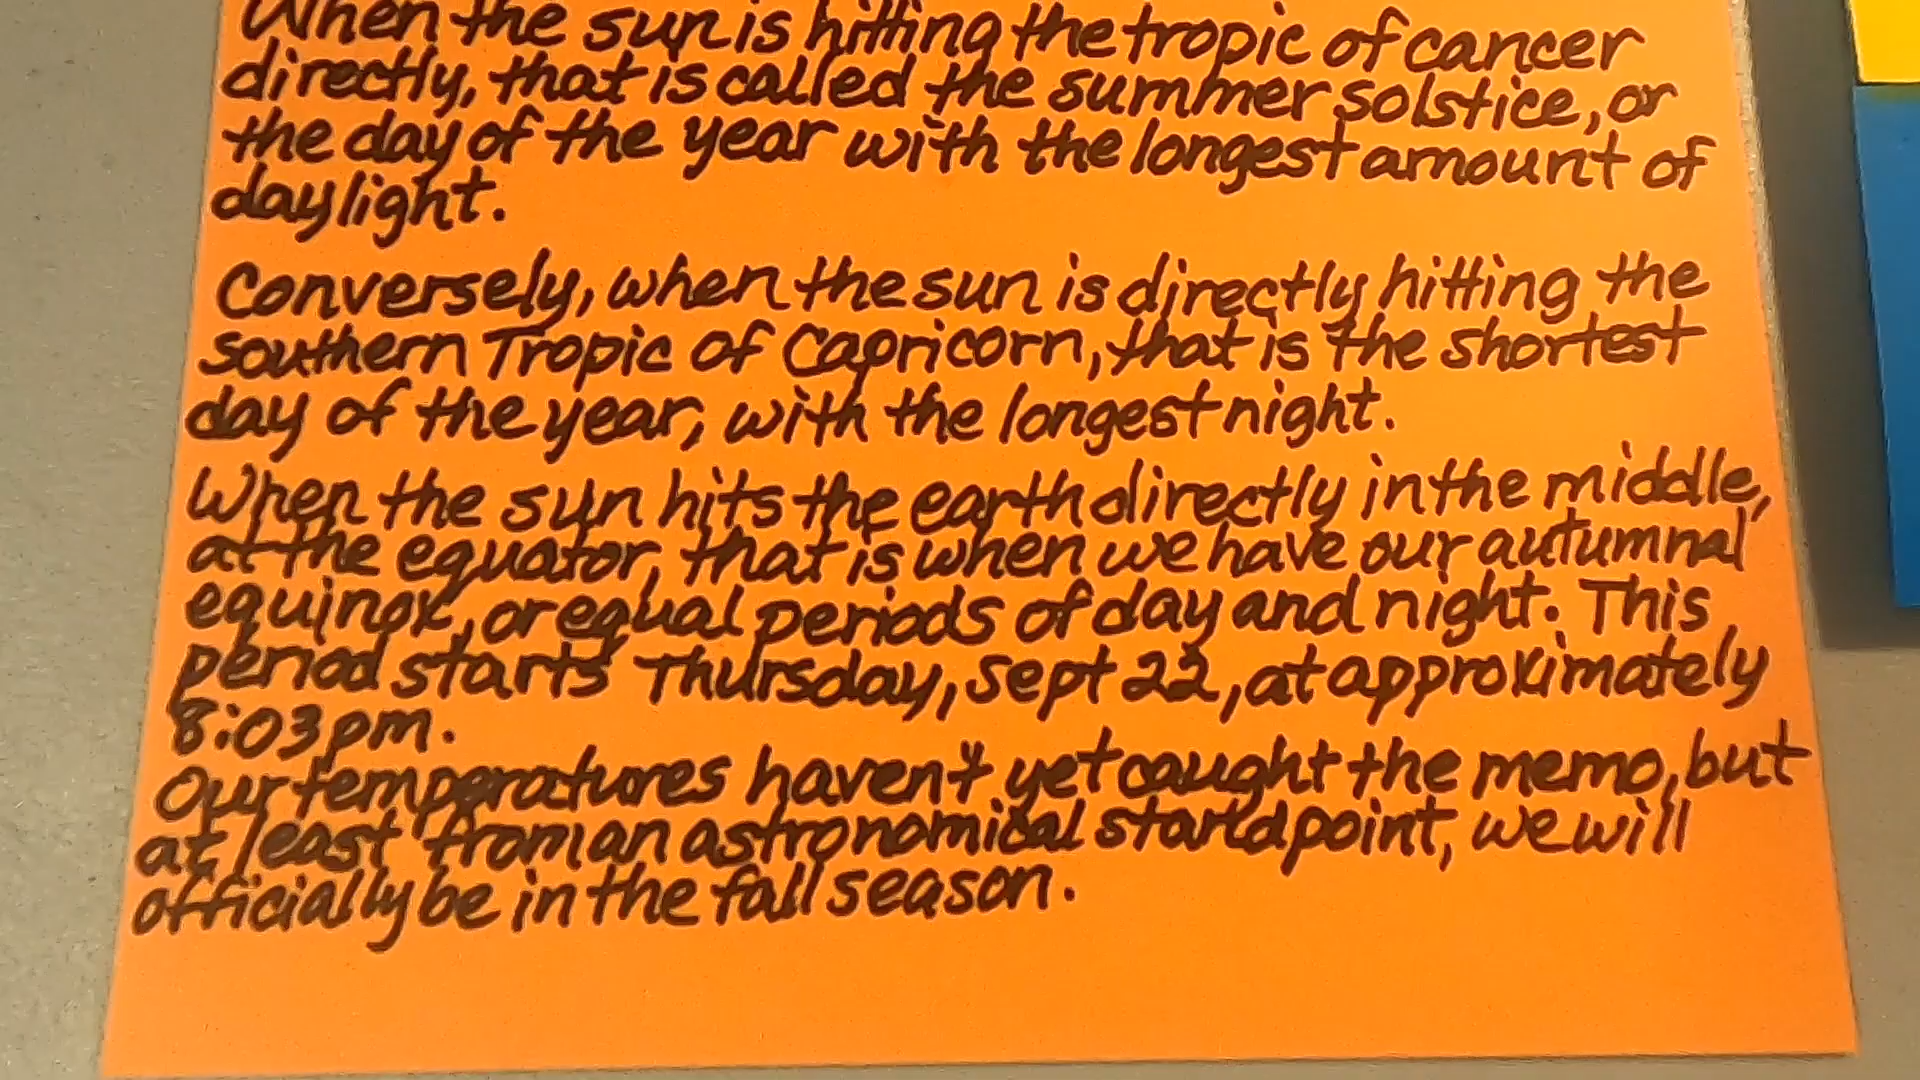 When the sun is hitting the tropic of cancer
directly, that is called the summer solstice, or
the day of the year with the longest amount of
daylight.
Conversely, when the sun is directly hitting the
southern Tropic of Capricorn, that is the shortest
day of the year, with the longest night.
When the sun hits the earth directly in the middle,
at the equator, that is when we have our autumnal
equinox, or equal periods of day and night. This
period starts Thursday, Sept 22, at approximately
8:03pm.
Our temperatures haven't yet caught the memo, but
at least from an astronomical standpoint, we will
officially be in the fall season.